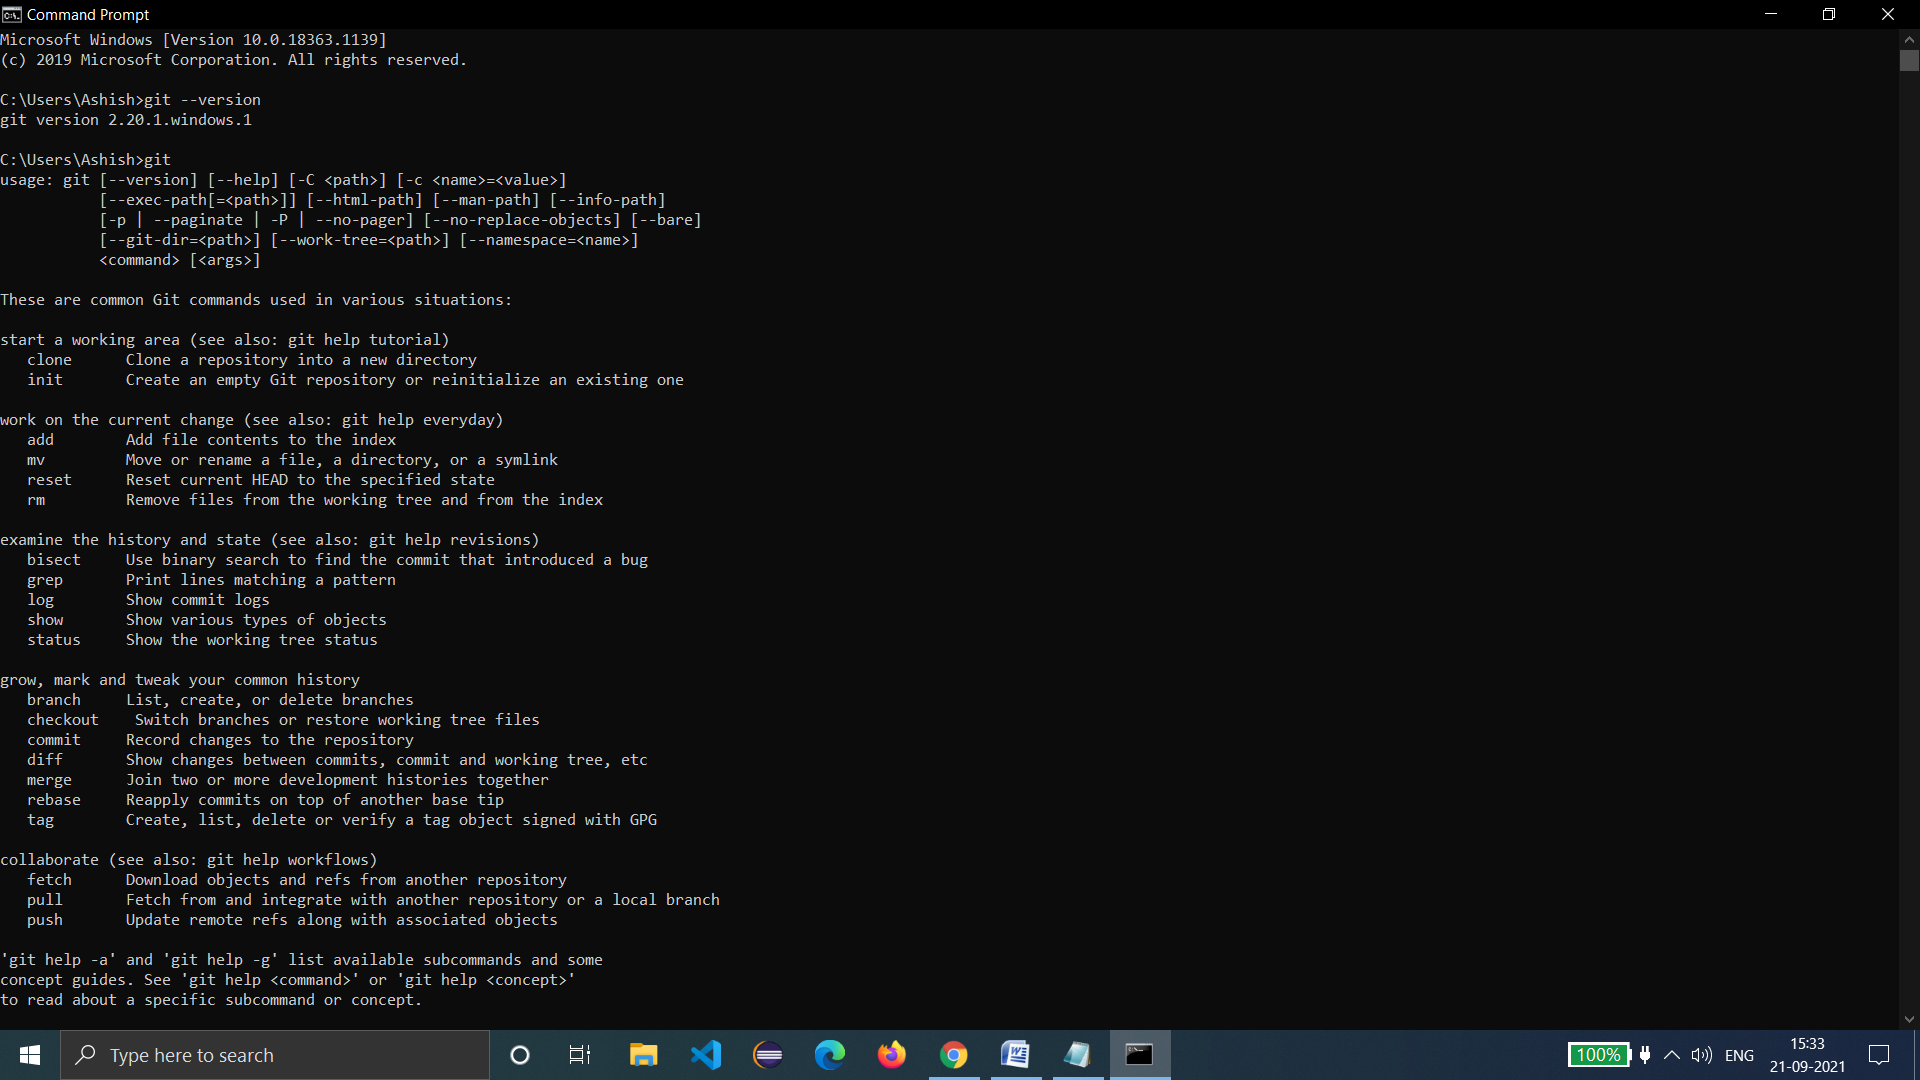 Command Prompt
Microsoft Windows [Version 10.0.18363.1139]
(c) 2019 Microsoft Corporation. All rights reserved.
C:\Users\Ashish>git --version
git version 2.20.1.windows.1
C:\Users\Ashish>git
usage: git [--version] [--help] [-C <path>] [-c <name>=<value>]
           [--exec-path[=<path>]] [--html-path] [--man-path] [--info-path]
           [-p | --paginate | -P | --no-pager] [--no-replace-objects] [--bare]
           [--git-dir=<path>] [--work-tree=<path>] [--namespace=<name>]
           <command> [<args>]
These are common Git commands used in various situations:
start a working area (see also: git help tutorial)
   clone      Clone a repository into a new directory
   init       Create an empty Git repository or reinitialize an existing one
work on the current change (see also: git help everyday)
   add        Add file contents to the index
   mv         Move or rename a file, a directory, or a symlink
   reset      Reset current HEAD to the specified state
   rm         Remove files from the working tree and from the index
examine the history and state (see also: git help revisions)
   bisect     Use binary search to find the commit that introduced a bug
   grep       Print lines matching a pattern
   log        Show commit logs
   show       Show various types of objects
   status     Show the working tree status
grow, mark and tweak your common history
   branch     List, create, or delete branches
   checkout    Switch branches or restore working tree files
   commit     Record changes to the repository
   diff       Show changes between commits, commit and working tree, etc
   merge      Join two or more development histories together
   rebase     Reapply commits on top of another base tip
   tag        Create, list, delete or verify a tag object signed with GPG
collaborate (see also: git help workflows)
   fetch      Download objects and refs from another repository
   pull       Fetch from and integrate with another repository or a local branch
   push       Update remote refs along with associated objects
'git help -a' and 'git help -g' list available subcommands and some
concept guides. See 'git help <command>' or 'git help <concept>'
to read about a specific subcommand or concept.
Type here to search
100%
ENG
15:33
21-09-2021